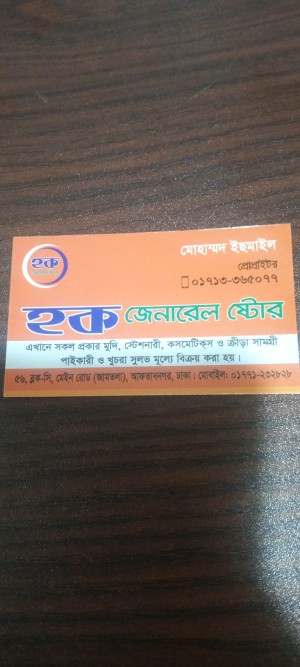 হক
মোহাম্মদ ইছমাইল
প্রোপ্রাইটর
০১৭১৩-৩৬৫০৭৭
হক জেনারেল ষ্টোর
এখানে সকল প্রকার মুদি, স্টেশনারী, কসমেটিক্স ও ক্রীড়া সামগ্রী
পাইকারী ও খুচরা সুলভ মূল্যে বিক্রয় করা হয়।
৫৬, ব্লক-সি, মেইন রোড (জামতলা), আফতাবনগর, ঢাকা। মোবাইল: ০১৭৭১-২৩২৮২৮